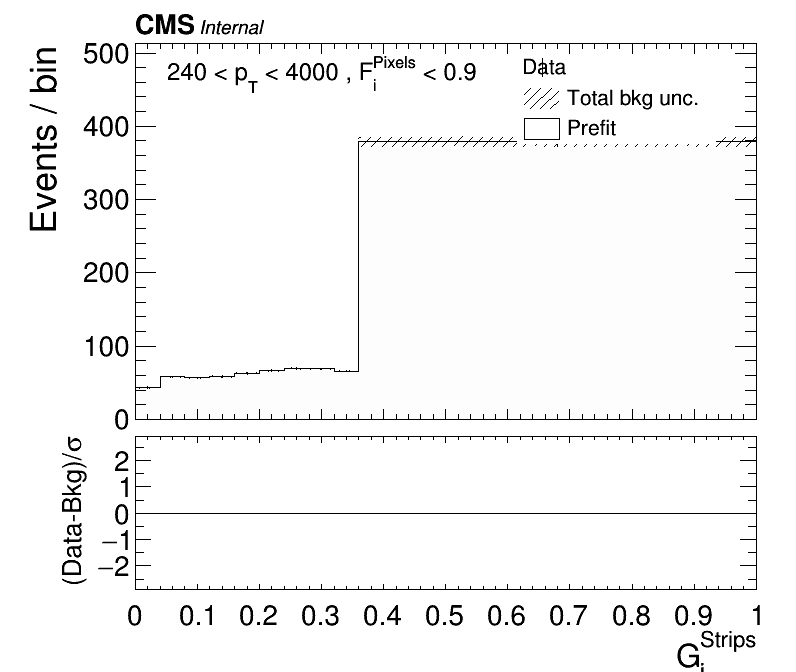 CMS Internal
240 < p_T < 4000 , F_i^Pixels < 0.9
Data
Total bkg unc.
Prefit
Events / bin
500
400
300
200
100
0
(Data-Bkg)/σ
2
1
0
−1
−2
0 0.1 0.2 0.3 0.4 0.5 0.6 0.7 0.8 0.9 1
G_i^Strips